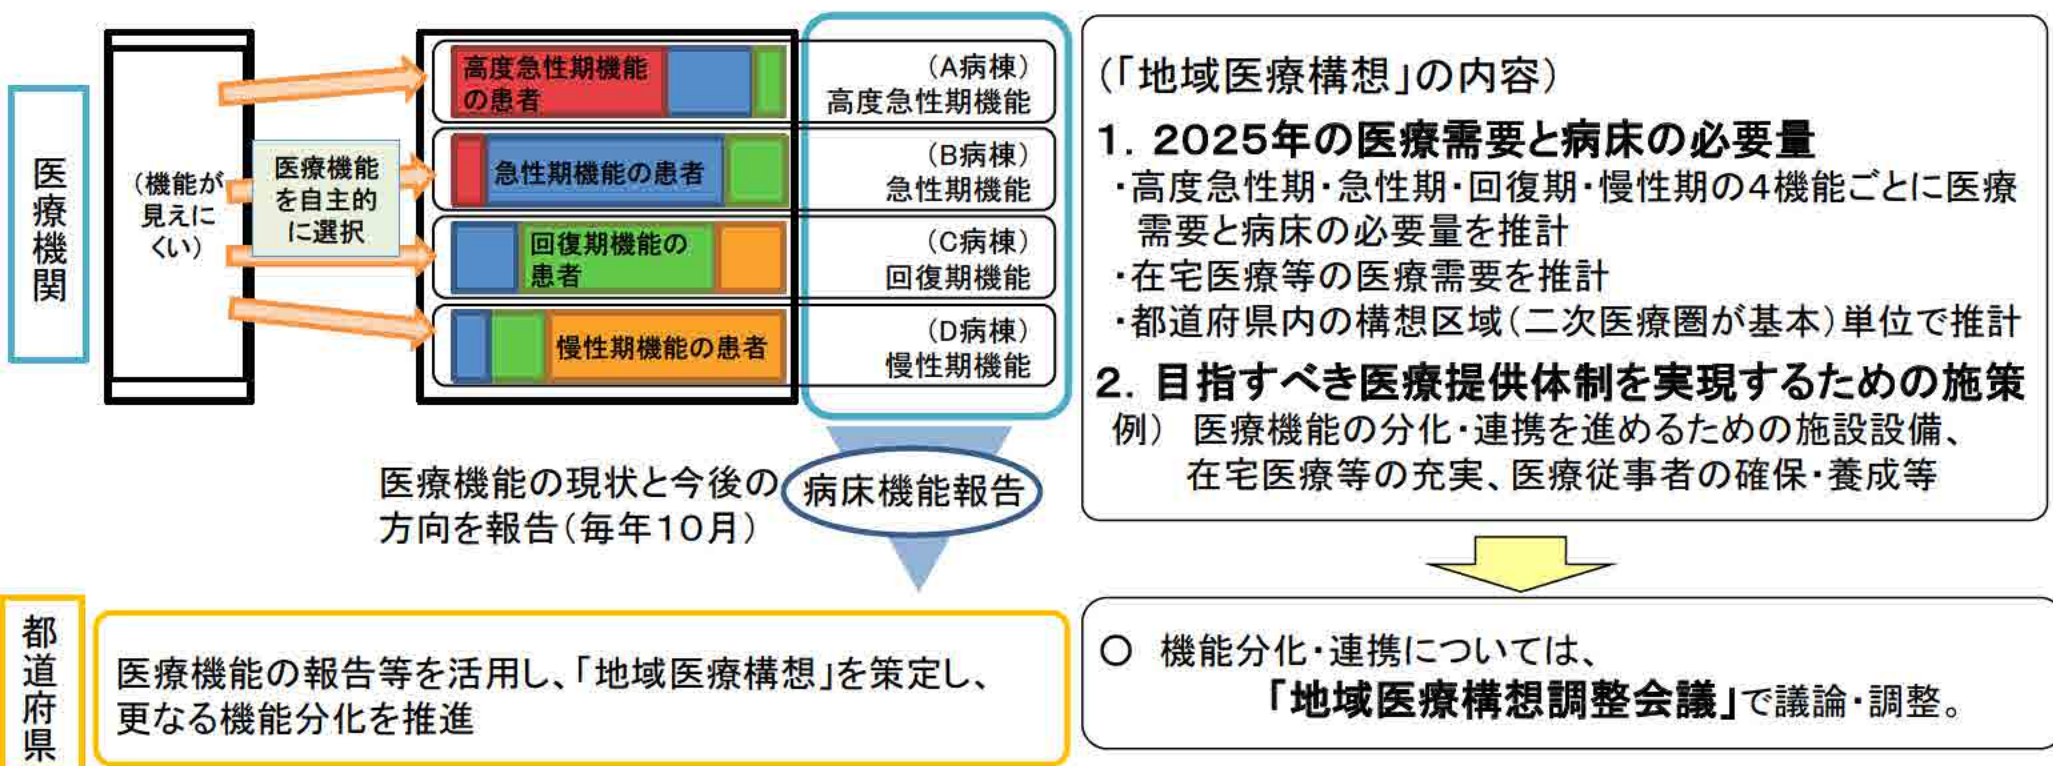 医療機関
(機能が
見えに
くい)
医療機能
を自主的
に選択
高度急性期機能
の患者
(A病棟)
高度急性期機能
急性期機能の患者
(B病棟)
急性期機能
回復期機能の
患者
(C病棟)
回復期機能
慢性期機能の患者
(D病棟)
慢性期機能
医療機能の現状と今後の
方向を報告(毎年10月)
病床機能報告
都道府県
医療機能の報告等を活用し、「地域医療構想」を策定し、
更なる機能分化を推進
(「地域医療構想」の内容)
1. 2025年の医療需要と病床の必要量
・高度急性期・急性期・回復期・慢性期の4機能ごとに医療
需要と病床の必要量を推計
・在宅医療等の医療需要を推計
・都道府県内の構想区域(二次医療圏が基本)単位で推計
2. 目指すべき医療提供体制を実現するための施策
例) 医療機能の分化・連携を進めるための施設設備、
在宅医療等の充実、医療従事者の確保・養成等
○ 機能分化・連携については、
「地域医療構想調整会議」で議論・調整。